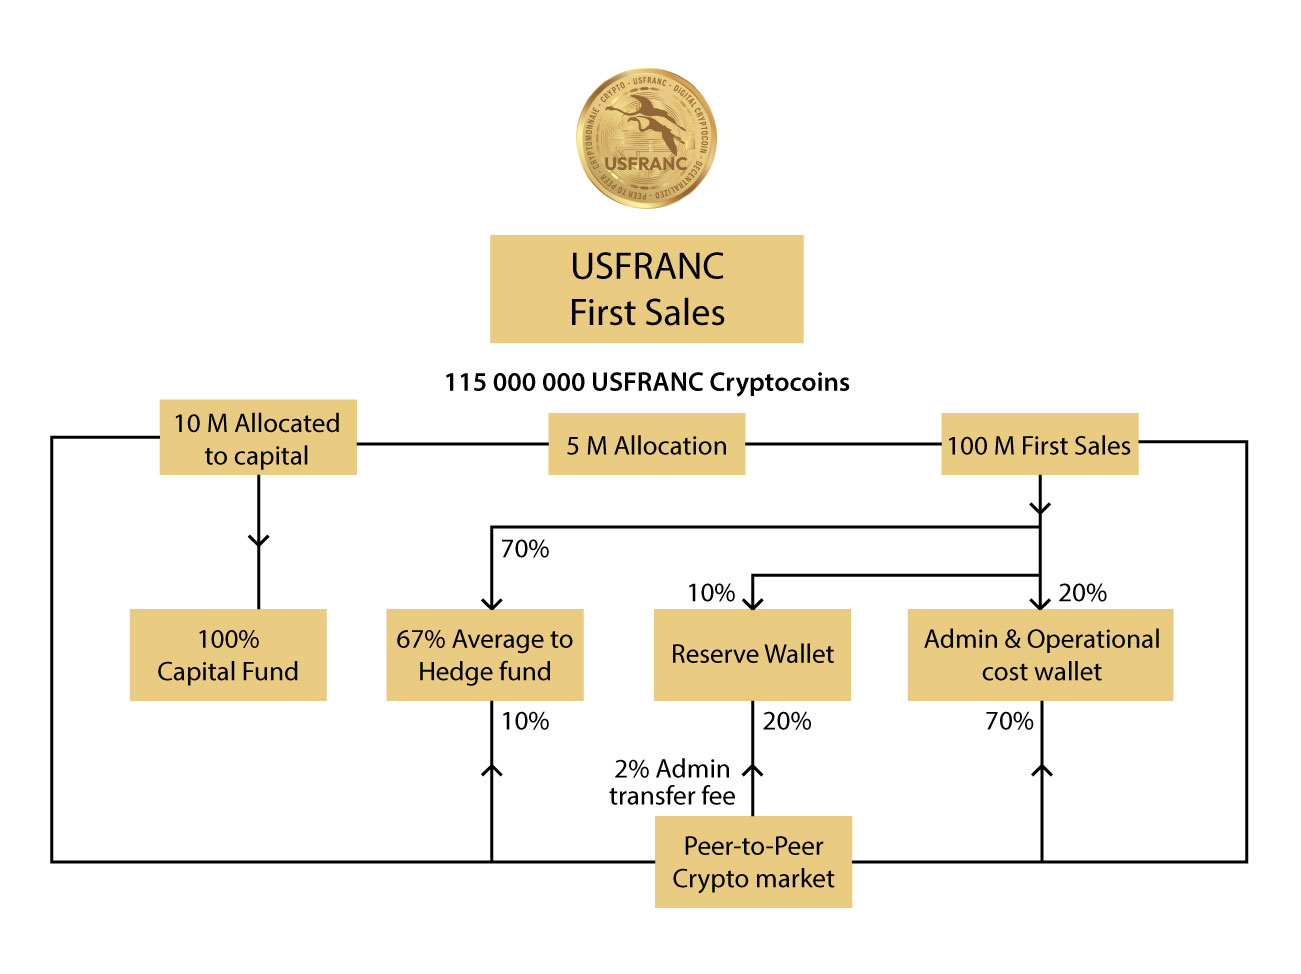 CRYPTOMONNAIE - CRYPTO - USFRANC - DIGITAL CRYPTOCOIN - DECENTRALIZED - PEER TO PEER -
USFRANC
USFRANC
First Sales
115 000 000 USFRANC Cryptocoins
10 M Allocated
to capital
5 M Allocation
100 M First Sales
70%
10%
20%
100%
Capital Fund
67% Average to
Hedge fund
Reserve Wallet
Admin & Operational
cost wallet
10%
20%
70%
2% Admin
transfer fee
Peer-to-Peer
Crypto market